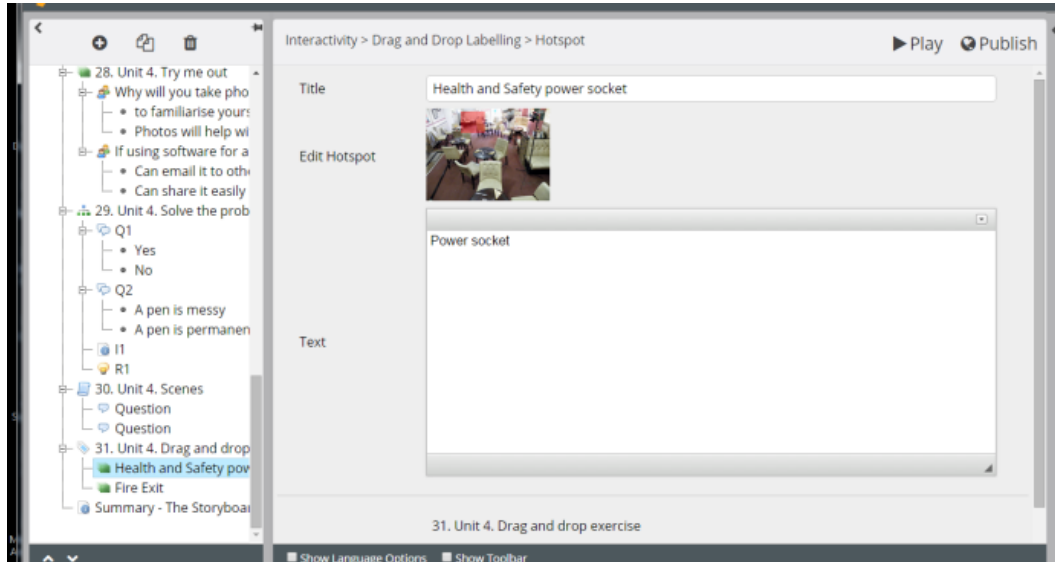 28. Unit 4. Try me out
Why will you take pho
to familiarise yours
Photos will help wi
If using software for a
Can email it to oth
Can share it easily
29. Unit 4. Solve the prob
Q1
Yes
No
Q2
A pen is messy
A pen is permanen
I1
R1
30. Unit 4. Scenes
Question
Question
31. Unit 4. Drag and drop
Health and Safety pow
Fire Exit
Summary - The Storyboa
Interactivity > Drag and Drop Labelling > Hotspot
Play Publish
Title Health and Safety power socket
Edit Hotspot
Text
Power socket
31. Unit 4. Drag and drop exercise
Show Language Options Show Toolbar